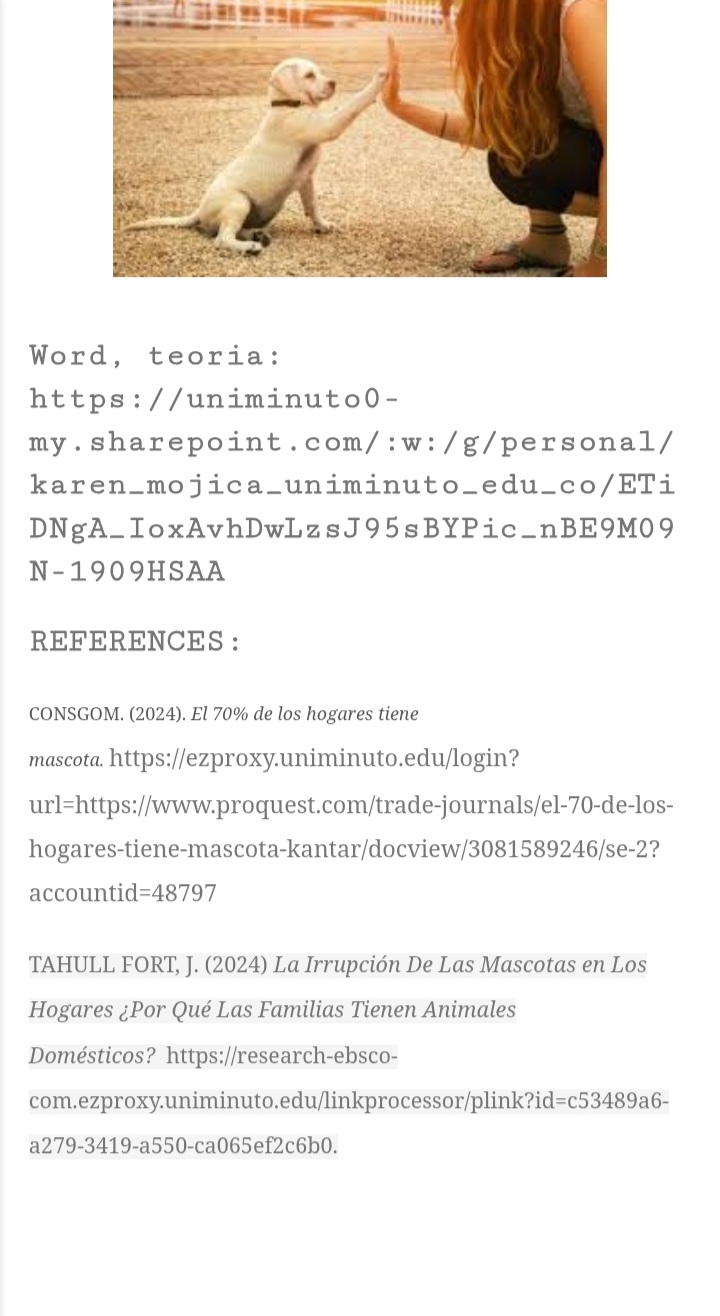 Word, teoria:
https://uniminuto0-
my.sharepoint.com/:w:/g/personal/
karen_mojica_uniminuto_edu_co/ETi
DNgA_IoxAvhDwLzsJ95sBYPic_nBE9M09
N-1909HSAA
REFERENCES:
CONSGOM. (2024). El 70% de los hogares tiene
mascota. https://ezproxy.uniminuto.edu/login?
url=https://www.proquest.com/trade-journals/el-70-de-los-
hogares-tiene-mascota-kantar/docview/3081589246/se-2?
accountid=48797
TAHULL FORT, J. (2024) La Irrupción De Las Mascotas en Los
Hogares ¿Por Qué Las Familias Tienen Animales
Domésticos? https://research-ebsco-
com.ezproxy.uniminuto.edu/linkprocessor/plink?id=c53489a6-
a279-3419-a550-ca065ef2c6b0.